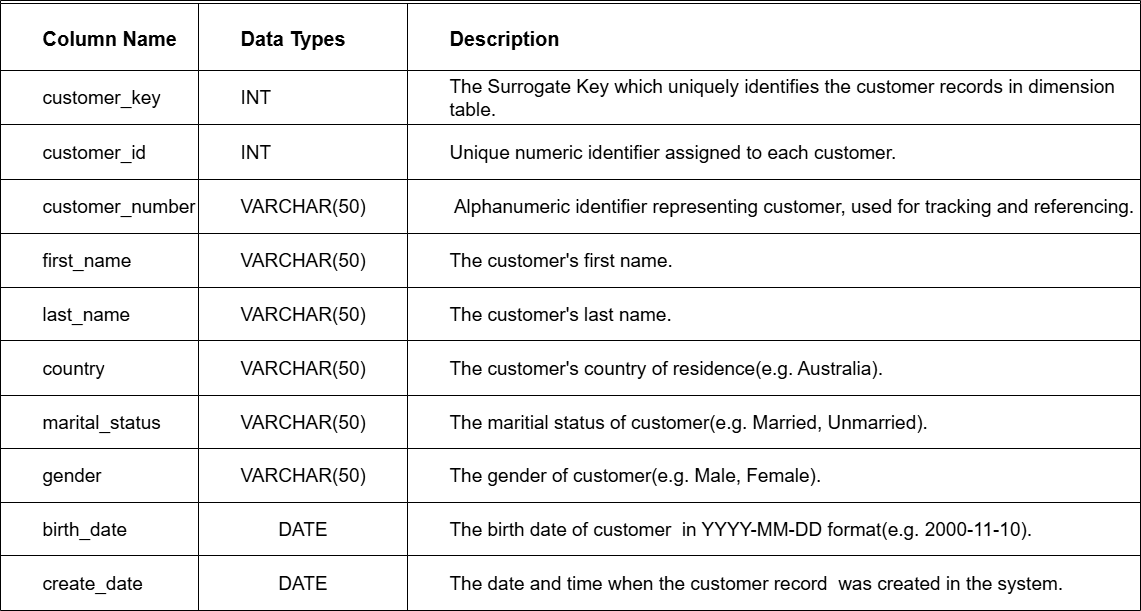 Column Name Data Types Description
customer_key INT The Surrogate Key which uniquely identifies the customer records in dimension
table.
customer_id INT Unique numeric identifier assigned to each customer.
customer_number VARCHAR(50) Alphanumeric identifier representing customer, used for tracking and referencing.
first_name VARCHAR(50) The customer's first name.
last_name VARCHAR(50) The customer's last name.
country VARCHAR(50) The customer's country of residence(e.g. Australia).
marital_status VARCHAR(50) The maritial status of customer(e.g. Married, Unmarried).
gender VARCHAR(50) The gender of customer(e.g. Male, Female).
birth_date DATE The birth date of customer  in YYYY-MM-DD format(e.g. 2000-11-10).
create_date DATE The date and time when the customer record  was created in the system.